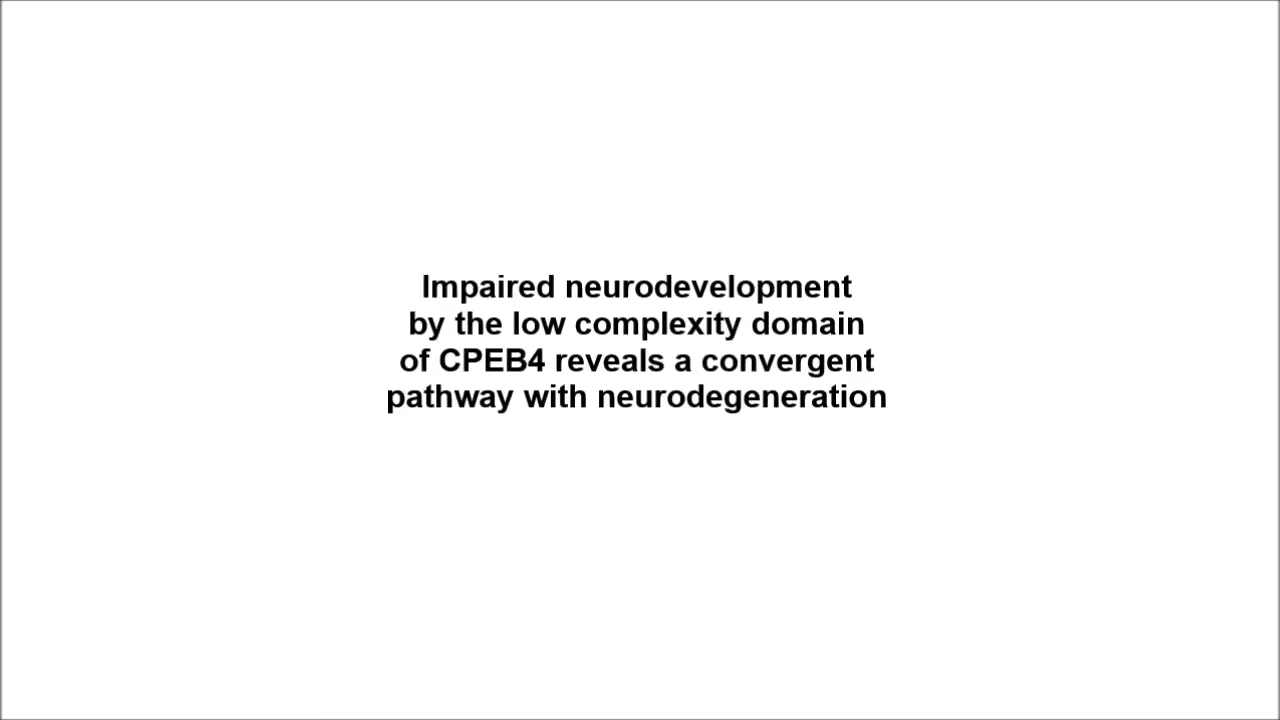 Impaired neurodevelopment
by the low complexity domain
of CPEB4 reveals a convergent
pathway with neurodegeneration